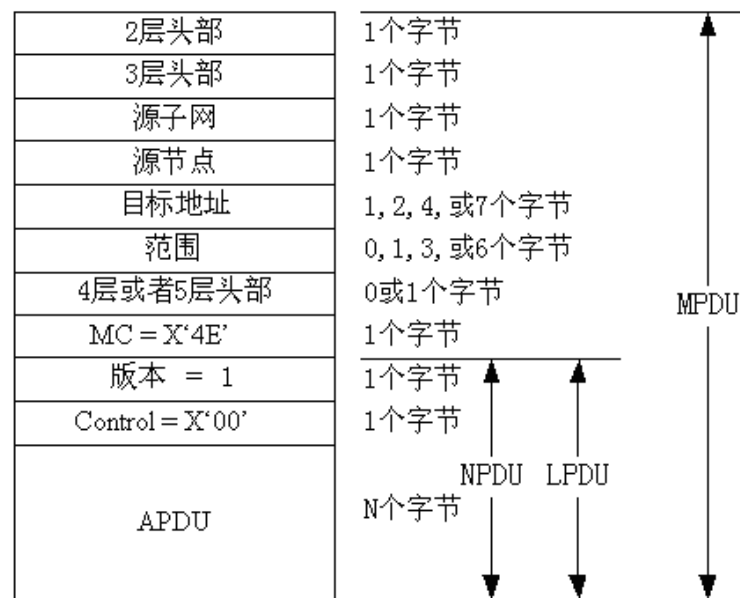 2层头部 1个字节
3层头部 1个字节
源子网 1个字节
源节点 1个字节
目标地址 1,2,4,或7个字节
范围 0,1,3,或6个字节
4层或者5层头部 0或1个字节
MPDU
MC=X‘4E’ 1个字节
版本 = 1 1个字节
Control=X‘00’ 1个字节
NPDU LPDU
APDU N个字节